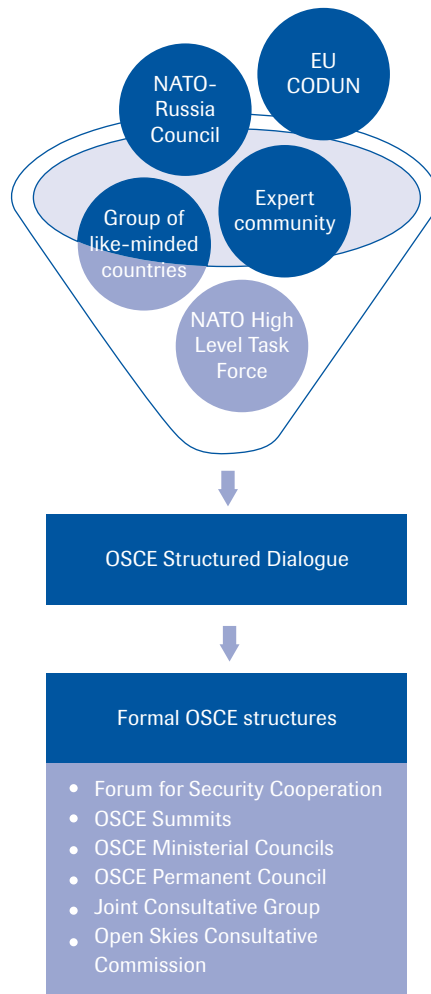 EU
CODUN
NATO-
Russia
Council
Expert
community
Group of
like-minded
countries
NATO High
Level Task
Force
OSCE Structured Dialogue
Formal OSCE structures
• Forum for Security Cooperation
• OSCE Summits
• OSCE Ministerial Councils
• OSCE Permanent Council
• Joint Consultative Group
• Open Skies Consultative
Commission